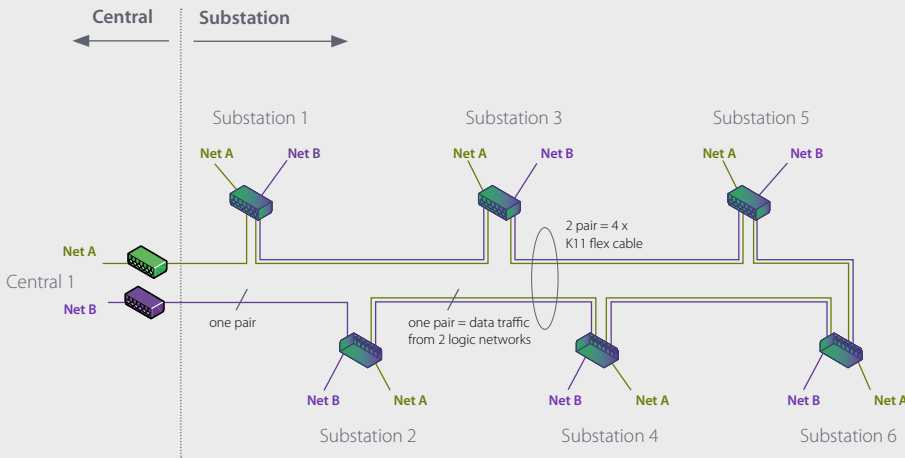 Central
Substation
Substation 1
Substation 3
Substation 5
Net A
Net B
Net A
Net B
Net A
Net B
2 pair = 4 x
K11 flex cable
Net A
Central 1
Net B
one pair
one pair = data traffic
from 2 logic networks
Net B
Net A
Net B
Net A
Net B
Net A
Substation 2
Substation 4
Substation 6